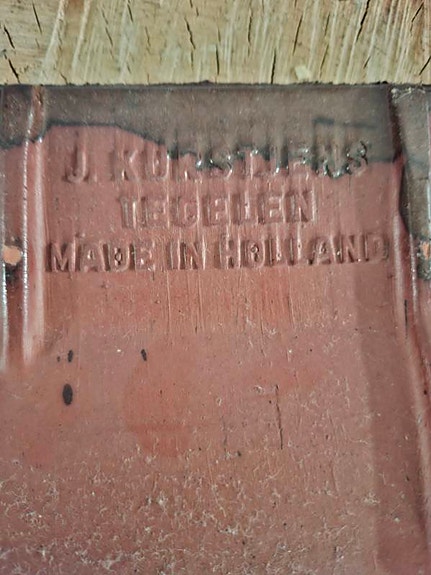 J. KURSTJENS
TEGELEN
MADE IN HOLLAND